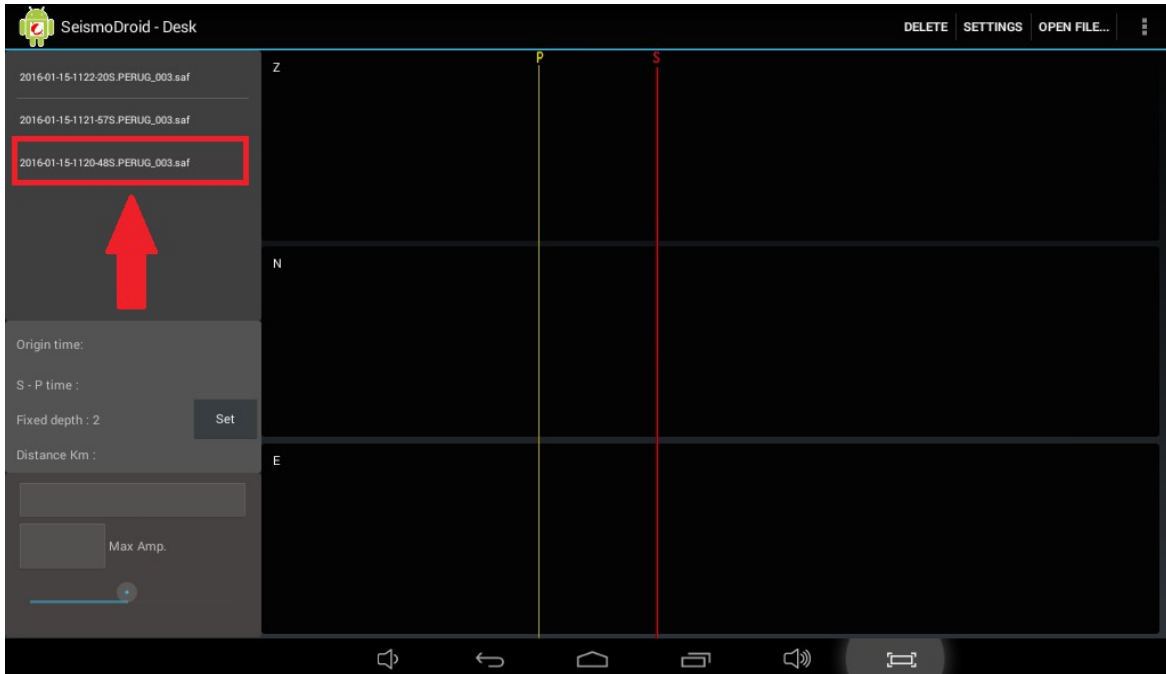 SeismoDroid - Desk
DELETE SETTINGS OPEN FILE...
2016-01-15-1122-20S.PERUG_003.saf
2016-01-15-1121-57S.PERUG_003.saf
2016-01-15-1120-48S.PERUG_003.saf
Origin time:
S - P time :
Fixed depth : 2 Set
Distance Km :
Max Amp.
P S
Z
N
E